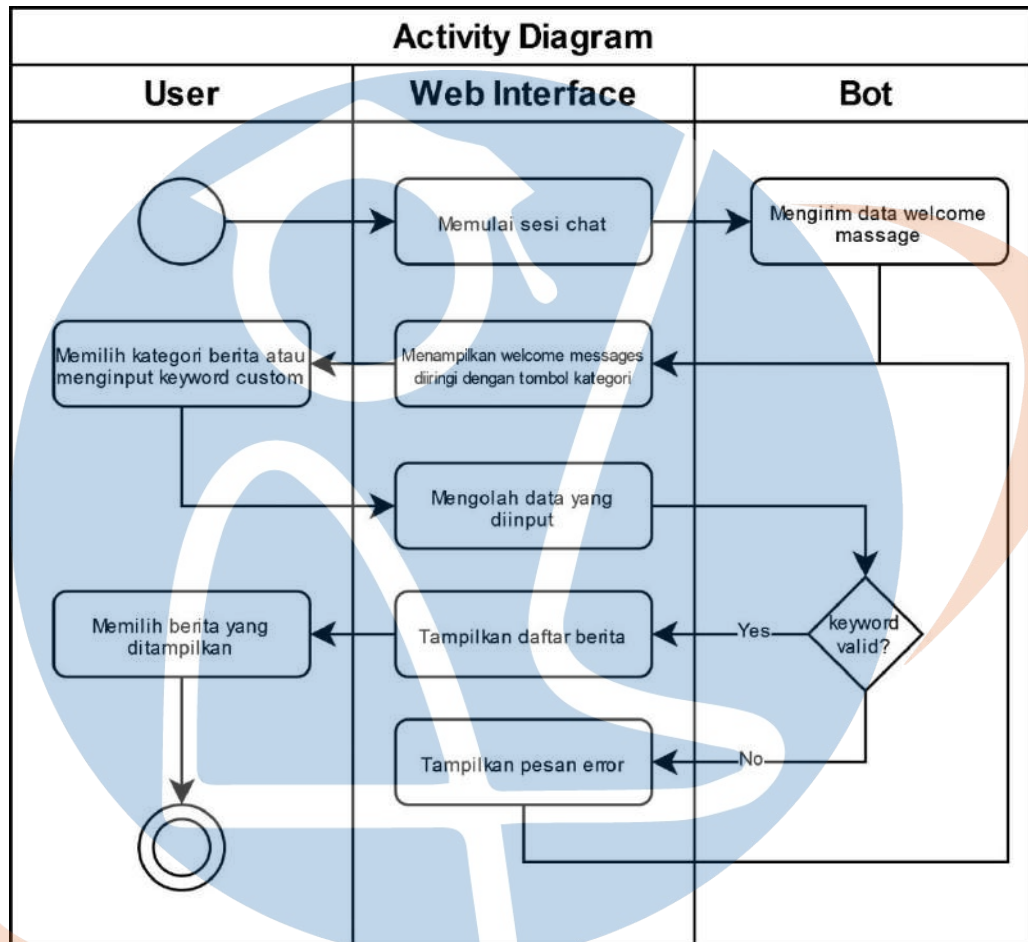 Activity Diagram
User
Web Interface
Bot
Memulai sesi chat
Mengirim data welcome
massage
Memilih kategori berita atau
menginput keyword custom
Menampilkan welcome messages
diiringi dengan tombol kategori
Mengolah data yang
diinput
Memilih berita yang
ditampilkan
Tampilkan daftar berita
Yes
keyword
valid?
Tampilkan pesan error
No